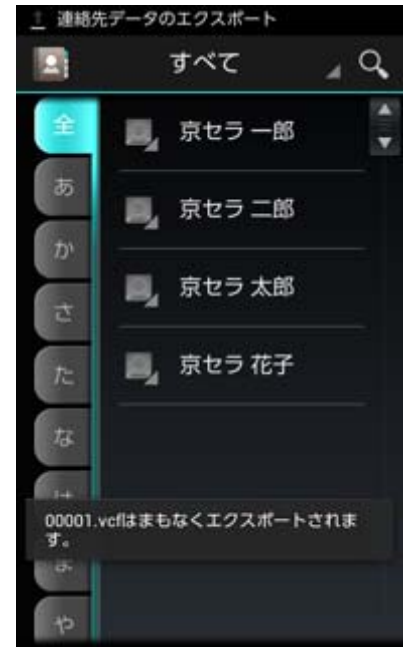 連絡先データのエクスポート
すべて
全
京セラ 一郎
あ
京セラ 二郎
か
さ
京セラ 太郎
た
京セラ 花子
な
は
00001.vcfはまもなくエクスポートされま
す。
ま
や